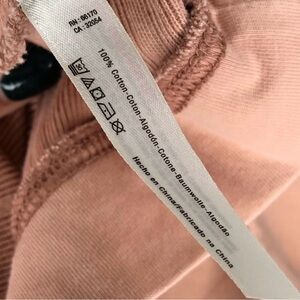 RN: 66170
CA: 32054
100% Cotton-Coton-Algodón-Cotone-Baumwolle-Algodão
Hecho en China/Fabricado na China